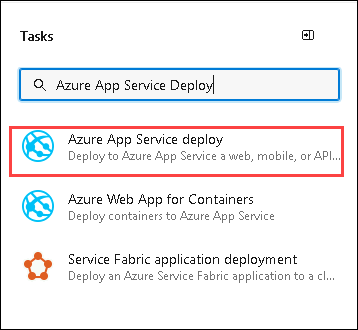 Tasks
Azure App Service Deploy
Azure App Service deploy
Deploy to Azure App Service a web, mobile, or API...
Azure Web App for Containers
Deploy containers to Azure App Service
Service Fabric application deployment
Deploy an Azure Service Fabric application to a cl...